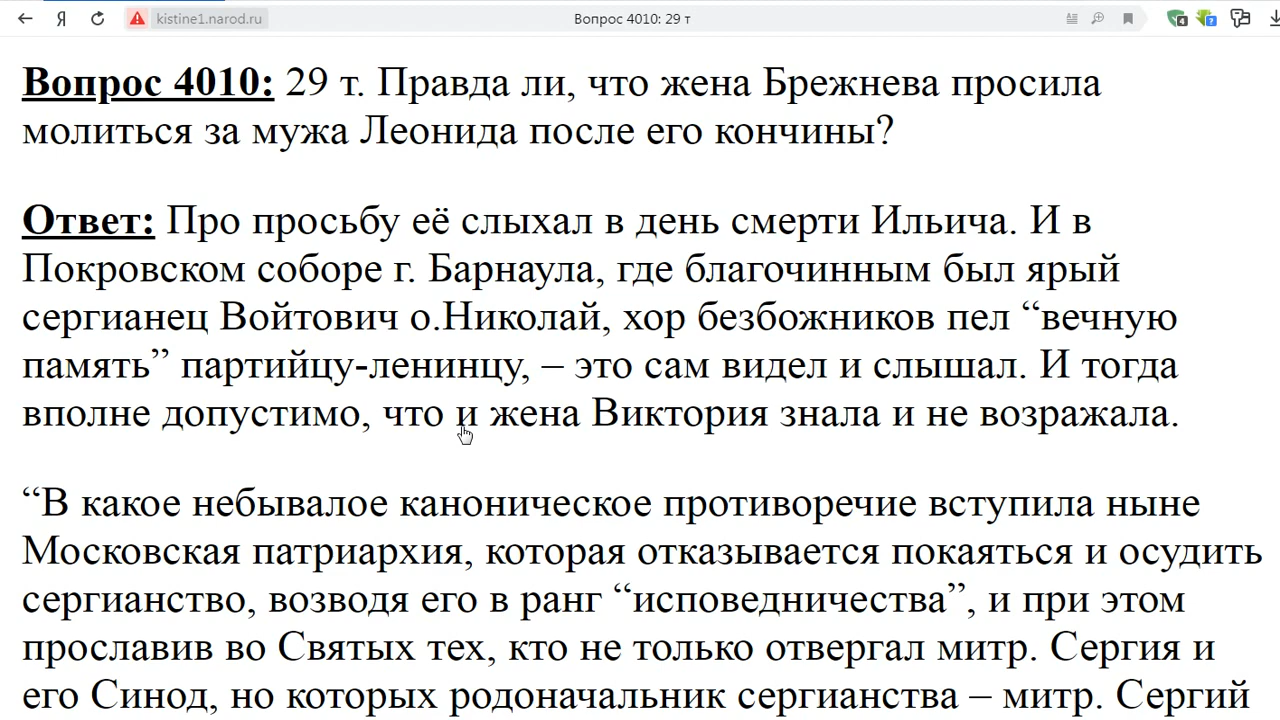 Я
kistine1.narod.ru
Вопрос 4010: 29 т
4
?
Вопрос 4010: 29 т. Правда ли, что жена Брежнева просила
молиться за мужа Леонида после его кончины?
Ответ: Про просьбу её слыхал в день смерти Ильича. И в
Покровском соборе г. Барнаула, где благочинным был ярый
сергианец Войтович о.Николай, хор безбожников пел “вечную
память” партийцу-ленинцу, – это сам видел и слышал. И тогда
вполне допустимо, что и жена Виктория знала и не возражала.
“В какое небывалое каноническое противоречие вступила ныне
Московская патриархия, которая отказывается покаяться и осудить
сергианство, возводя его в ранг “исповедничества”, и при этом
прославив во Святых тех, кто не только отвергал митр. Сергия и
его Синод, но которых родоначальник сергианства – митр. Сергий